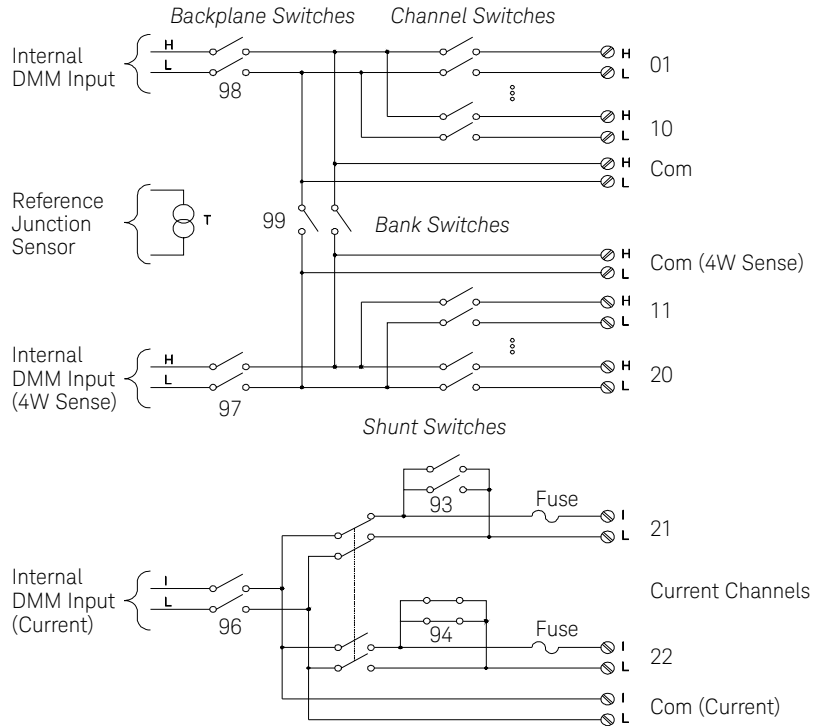 Backplane Switches
Channel Switches
Internal
DMM Input
H
L
98
H
L
01
H
L
10
H
L
Com
Reference
Junction
Sensor
T
99
Bank Switches
H
L
Com (4W Sense)
H
L
11
Internal
DMM Input
(4W Sense)
H
L
97
H
L
20
Shunt Switches
93
Fuse
I
L
21
Internal
DMM Input
(Current)
I
L
96
Current Channels
94
Fuse
I
L
22
I
L
Com (Current)